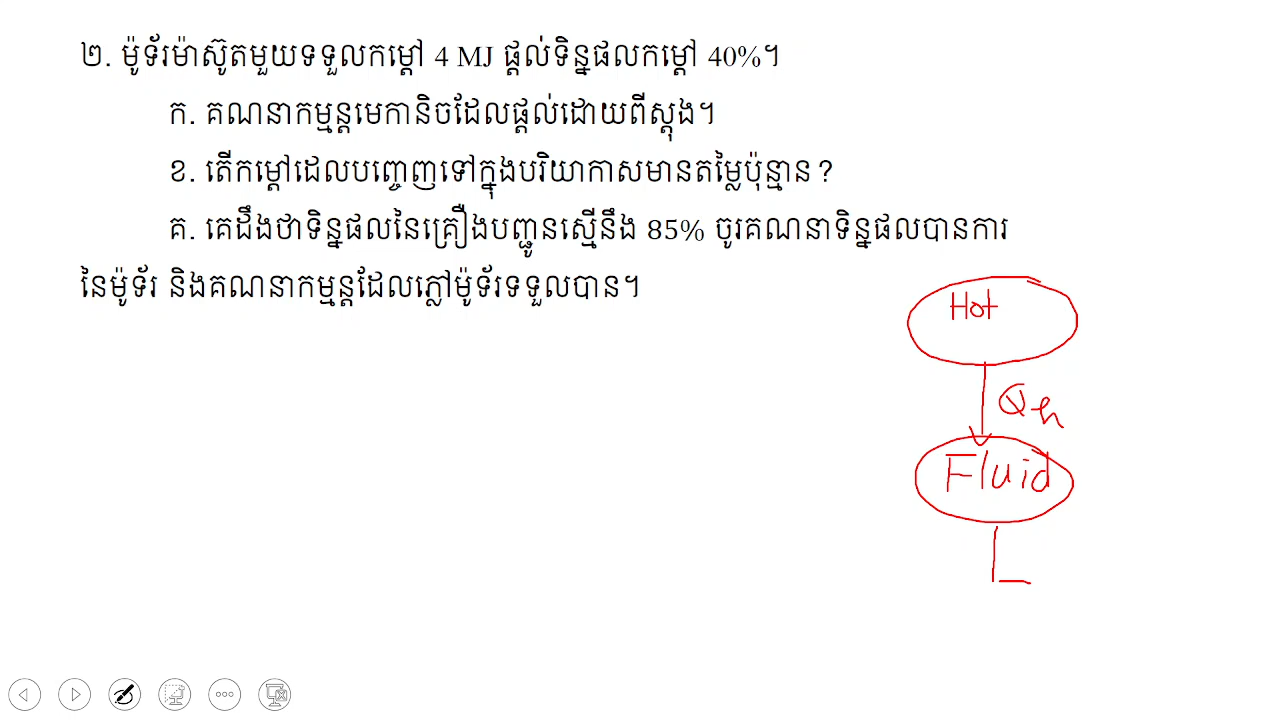 ២. ម៉ូទ័រម៉ាស៊ូតមួយទទួលកម្ដៅ 4 MJ ផ្ដល់ទិន្នផលកម្ដៅ 40%។
ក. គណនាកម្មន្តមេកានិចដែលផ្ដល់ដោយពីស្តុង។
ខ. តើកម្ដៅដេលបញ្ចេញទៅក្នុងបរិយាកាសមានតម្លៃប៉ុន្មាន ?
គ. គេដឹងថាទិន្នផលនៃគ្រឿងបញ្ជូនស្មើនឹង 85% ចូរគណនាទិន្នផលបានការ
នៃម៉ូទ័រ និងគណនាកម្មន្តដែលភ្លៅម៉ូទ័រទទួលបាន។
Hot
Qh
Fluid